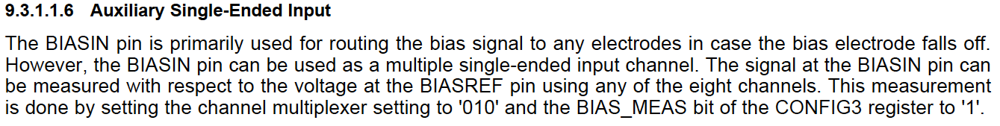 9.3.1.1.6 Auxiliary Single-Ended Input
The BIASIN pin is primarily used for routing the bias signal to any electrodes in case the bias electrode falls off.
However, the BIASIN pin can be used as a multiple single-ended input channel. The signal at the BIASIN pin can
be measured with respect to the voltage at the BIASREF pin using any of the eight channels. This measurement
is done by setting the channel multiplexer setting to '010' and the BIAS_MEAS bit of the CONFIG3 register to '1'.